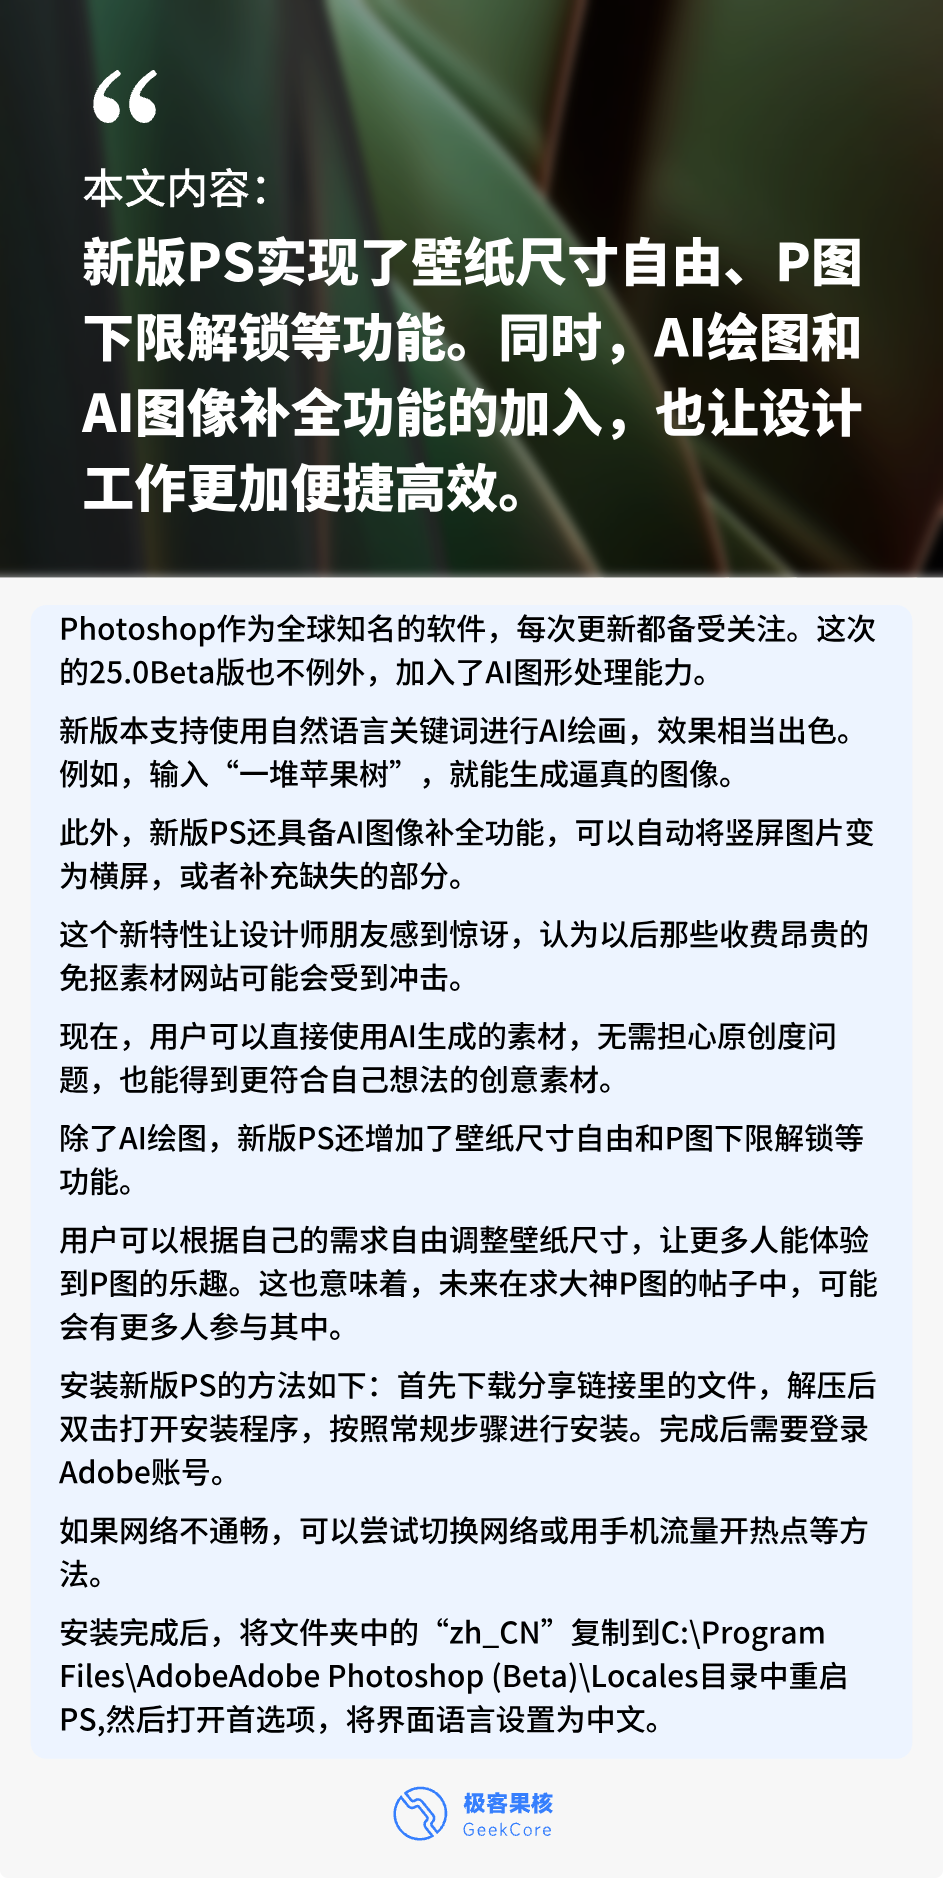 “
本文内容：
新版PS实现了壁纸尺寸自由、P图
下限解锁等功能。同时，AI绘图和
AI图像补全功能的加入，也让设计
工作更加便捷高效。
Photoshop作为全球知名的软件，每次更新都备受关注。这次
的25.0Beta版也不例外，加入了AI图形处理能力。
新版本支持使用自然语言关键词进行AI绘画，效果相当出色。
例如，输入“一堆苹果树”，就能生成逼真的图像。
此外，新版PS还具备AI图像补全功能，可以自动将竖屏图片变
为横屏，或者补充缺失的部分。
这个新特性让设计师朋友感到惊讶，认为以后那些收费昂贵的
免抠素材网站可能会受到冲击。
现在，用户可以直接使用AI生成的素材，无需担心原创度问
题，也能得到更符合自己想法的创意素材。
除了AI绘图，新版PS还增加了壁纸尺寸自由和P图下限解锁等
功能。
用户可以根据自己的需求自由调整壁纸尺寸，让更多人能体验
到P图的乐趣。这也意味着，未来在求大神P图的帖子中，可能
会有更多人参与其中。
安装新版PS的方法如下：首先下载分享链接里的文件，解压后
双击打开安装程序，按照常规步骤进行安装。完成后需要登录
Adobe账号。
如果网络不通畅，可以尝试切换网络或用手机流量开热点等方
法。
安装完成后，将文件夹中的“zh_CN”复制到C:\Program
Files\AdobeAdobe Photoshop (Beta)\Locales目录中重启
PS,然后打开首选项，将界面语言设置为中文。
极客果核
GeekCore